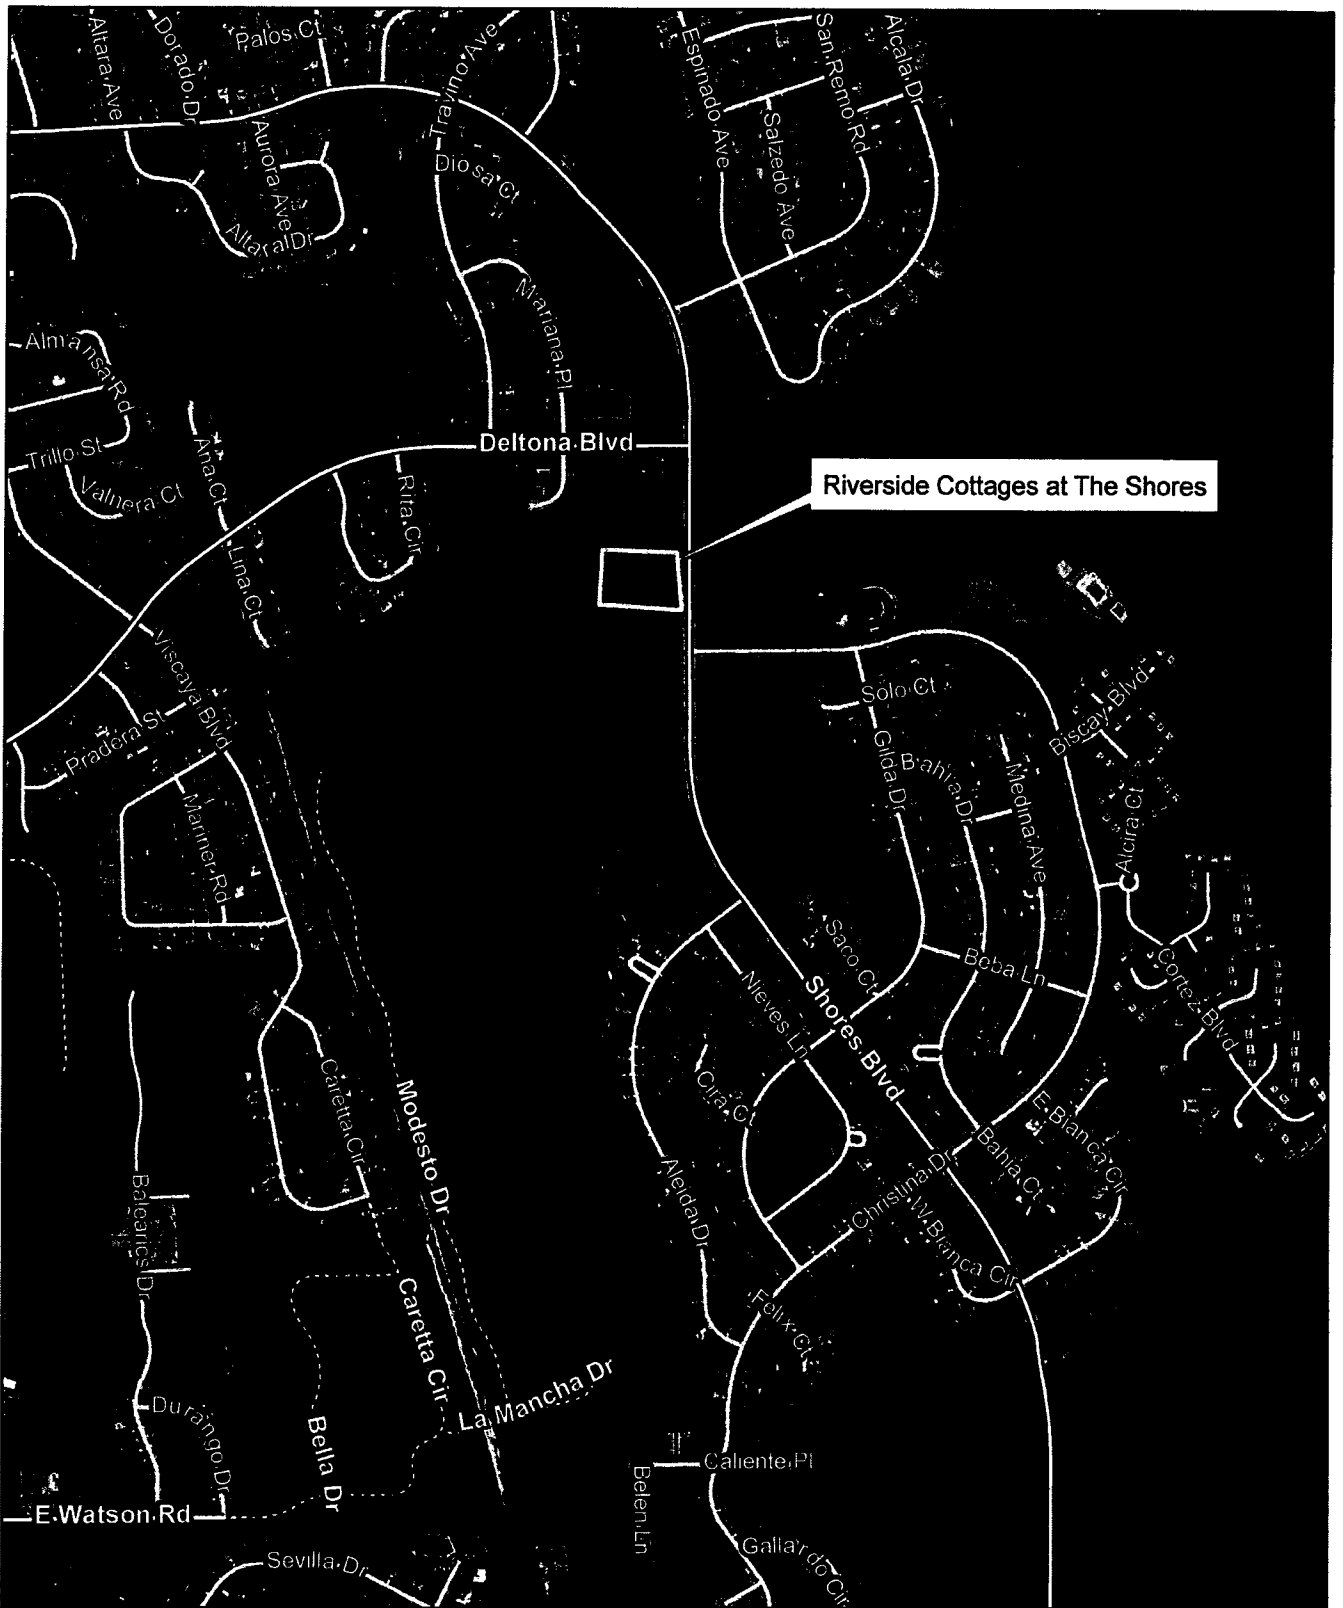 Altara Ave
Dorado Dr
Palos Ct
Travino Ave
Espinado Ave
San Remo Rd
Alcala Dr
Aurora Ave
Salzedo Ave
Diosa Ct
Altara Dr
Mariana Pl
Almansa Rd
Deltona Blvd
Trillo St
Valnera Ct
Ana Ct
Rita Cir
Riverside Cottages at The Shores
Lina Ct
Viscaya Blvd
Solo Ct
Biscay Blvd
Pradera St
Gilda Dr
Bahia Dr
Medina Ave
Mariner Rd
Alcira Ct
Saco Ct
Beba Ln
Cortez Blvd
Nieves Ln
Shores Blvd
Caretta Cir
Modesto Dr
Cira Ct
E Bianca Cir
Bahia Ct
Christina Dr
Aleida Dr
W Bianca Cir
Balearics Dr
Caretta Cir
Felix Ct
La Mancha Dr
Durango Dr
Bella Dr
Caliente Pl
Belen Ln
E Watson Rd
Gallardo Cir
Sevilla Dr